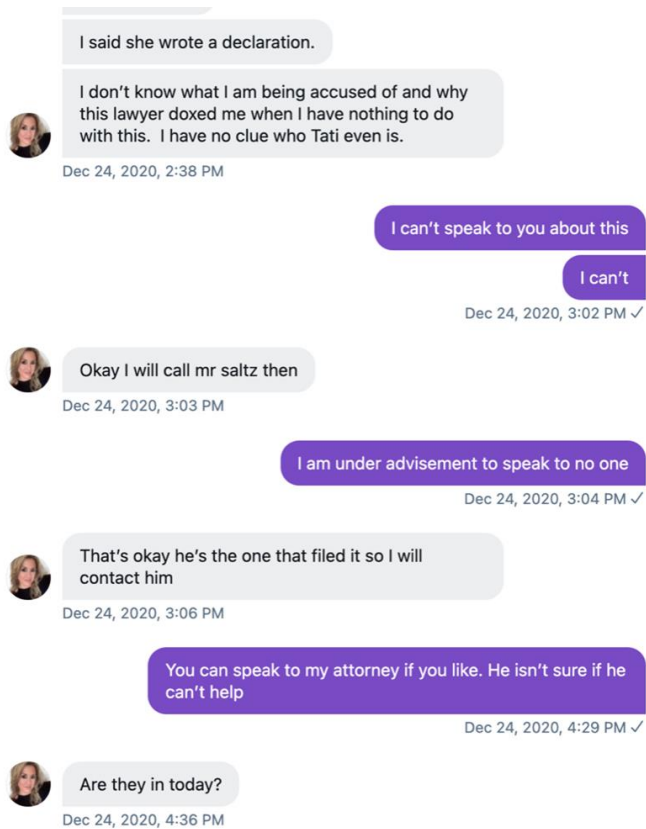 I said she wrote a declaration.
I don't know what I am being accused of and why
this lawyer doxed me when I have nothing to do
with this.  I have no clue who Tati even is.
Dec 24, 2020, 2:38 PM
I can't speak to you about this
I can't
Dec 24, 2020, 3:02 PM ✓
Okay I will call mr saltz then
Dec 24, 2020, 3:03 PM
I am under advisement to speak to no one
Dec 24, 2020, 3:04 PM ✓
That's okay he's the one that filed it so I will
contact him
Dec 24, 2020, 3:06 PM
You can speak to my attorney if you like. He isn't sure if he
can't help
Dec 24, 2020, 4:29 PM ✓
Are they in today?
Dec 24, 2020, 4:36 PM